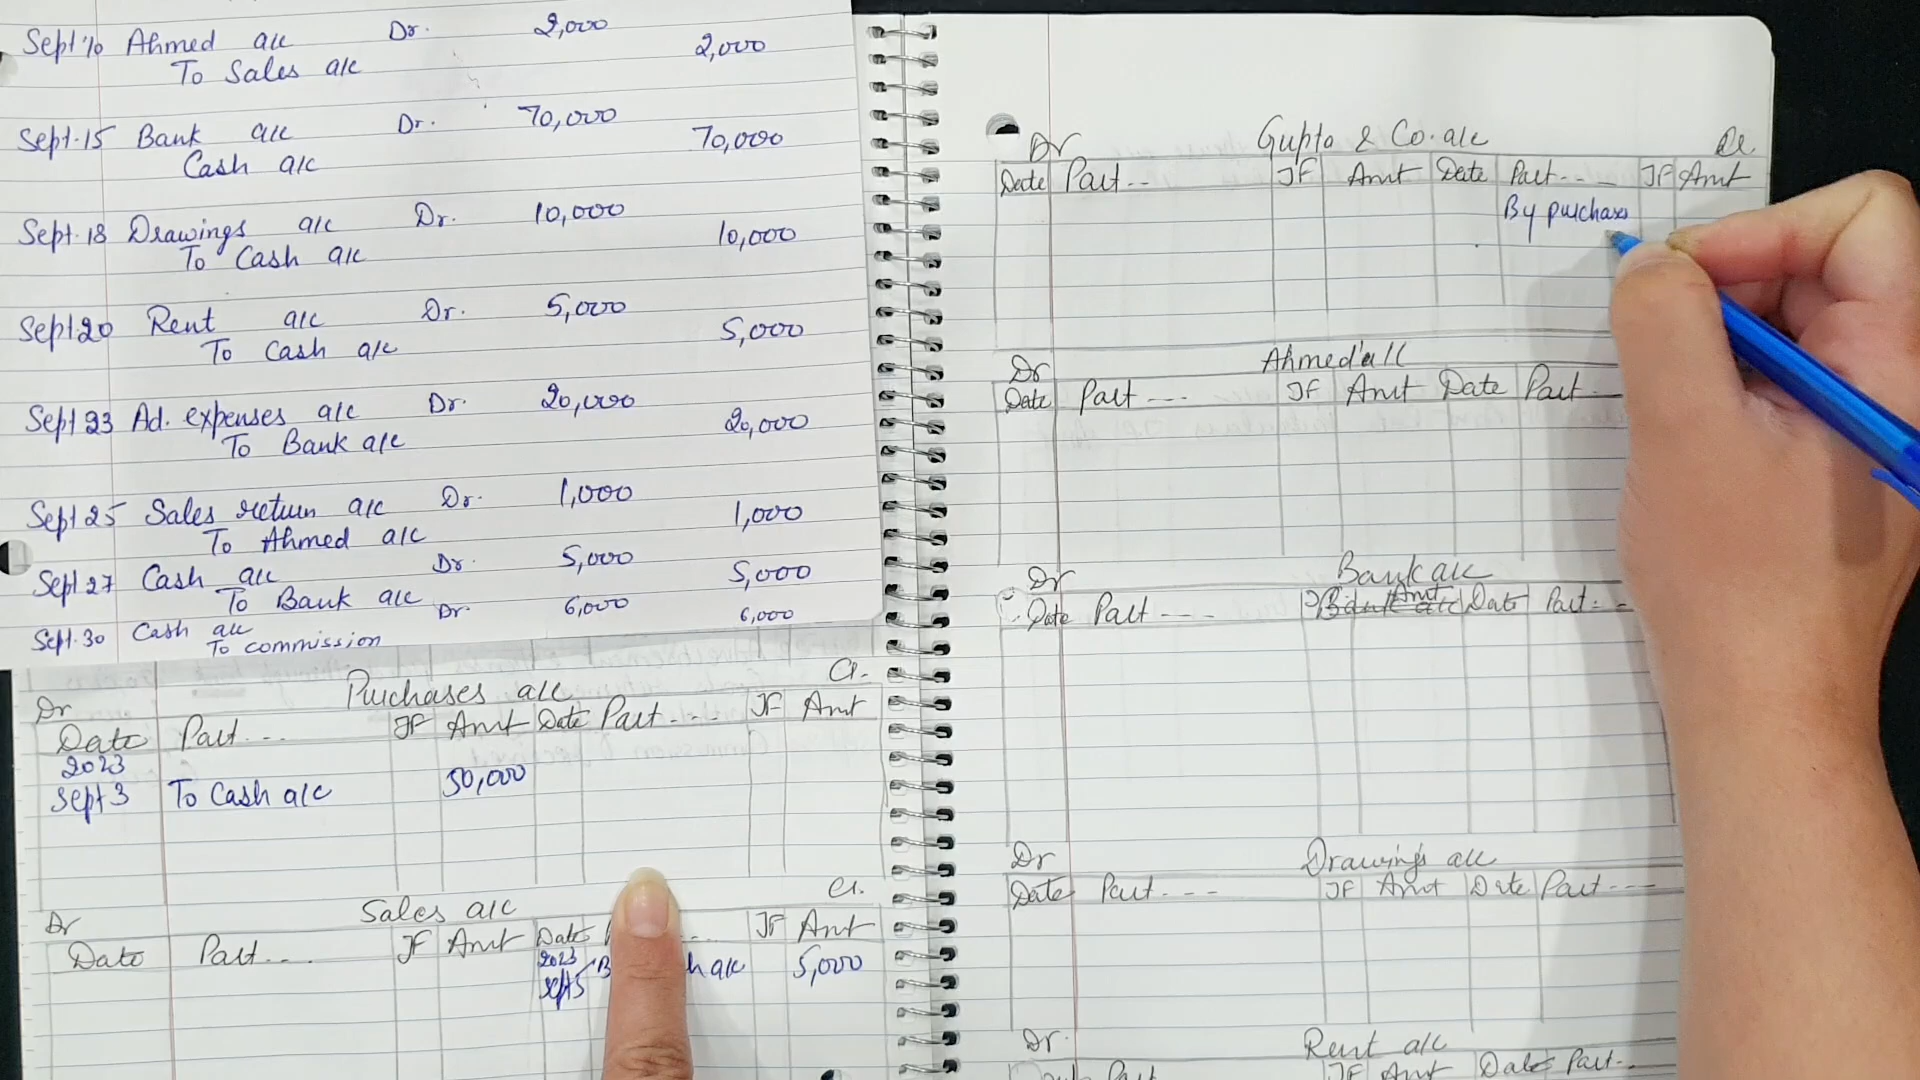 Sept 10 Ahmed a/c Dr. 2,000
To Sales a/c 2,000
Sept. 15 Bank a/c Dr. 70,000
Cash a/c 70,000
Sept. 18 Drawings a/c Dr. 10,000
To Cash a/c 10,000
Sept 20 Rent a/c Dr. 5,000
To Cash a/c 5,000
Sept 23 Ad. expenses a/c Dr. 20,000
To Bank a/c 20,000
Sept 25 Sales return a/c Dr. 1,000
To Ahmed a/c 1,000
Sept 27 Cash a/c Dr. 5,000
To Bank a/c 5,000
Sept. 30 Cash a/c Dr 6,000
To commission 6,000
Dr Purchases a/c Cr.
Date Part... JF Amt Date Part.... JF Amt
2023
Sept 3 To Cash a/c 50,000
Dr Sales a/c Cr.
Date Part.... JF Amt Date JF Amt
2023 a/c 5,000
Sept 5
Dr Gupta & Co. a/c
Date Part... JF Amt Date Part.... JF Amt
By purchases
Dr Ahmed a/c
Date Part.... JF Amt Date Part...
Dr Bank a/c
Date Part.... Amt Date Part...
Dr Drawings a/c
Date Part.... JF Amt Date Part....
Dr. Rent a/c
Part JF Amt Date Part...